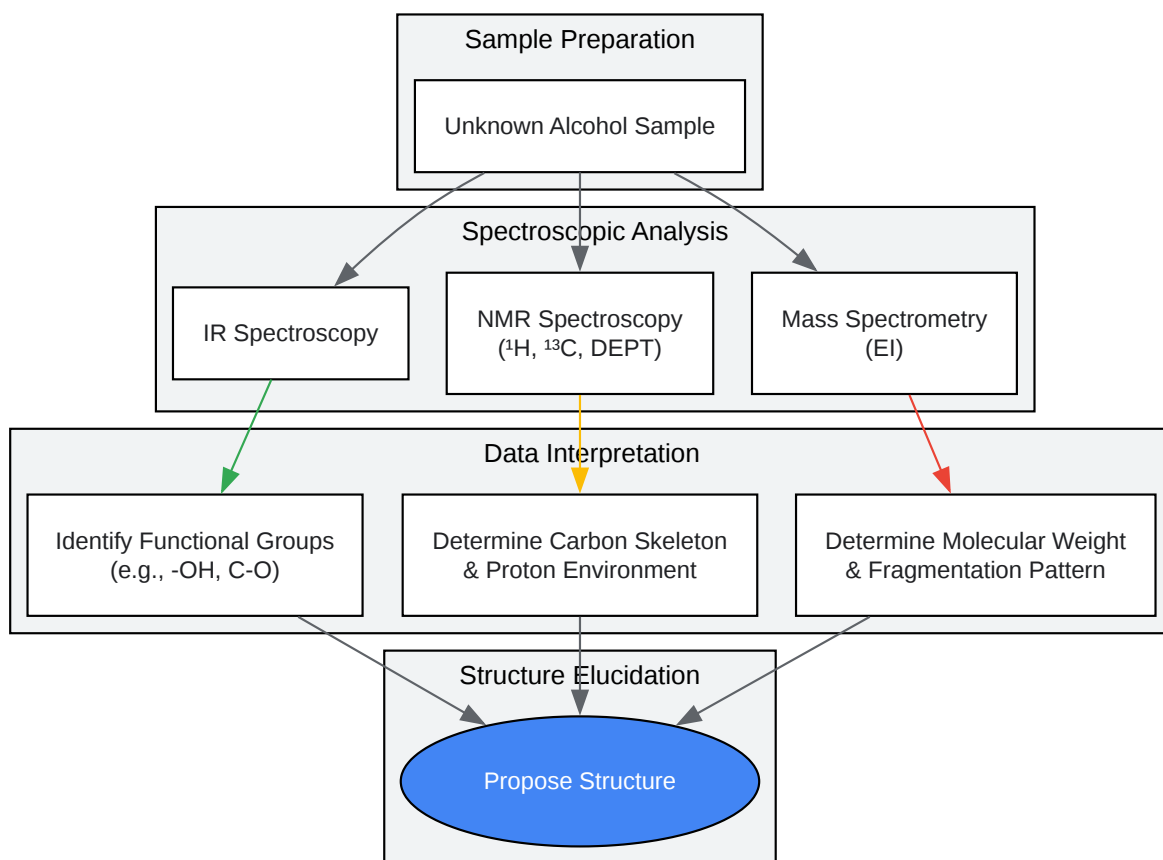 Sample Preparation
Unknown Alcohol Sample
Spectroscopic Analysis
IR Spectroscopy
NMR Spectroscopy
(¹H, ¹³C, DEPT)
Mass Spectrometry
(EI)
Data Interpretation
Identify Functional Groups
(e.g., -OH, C-O)
Determine Carbon Skeleton
& Proton Environment
Determine Molecular Weight
& Fragmentation Pattern
Structure Elucidation
Propose Structure